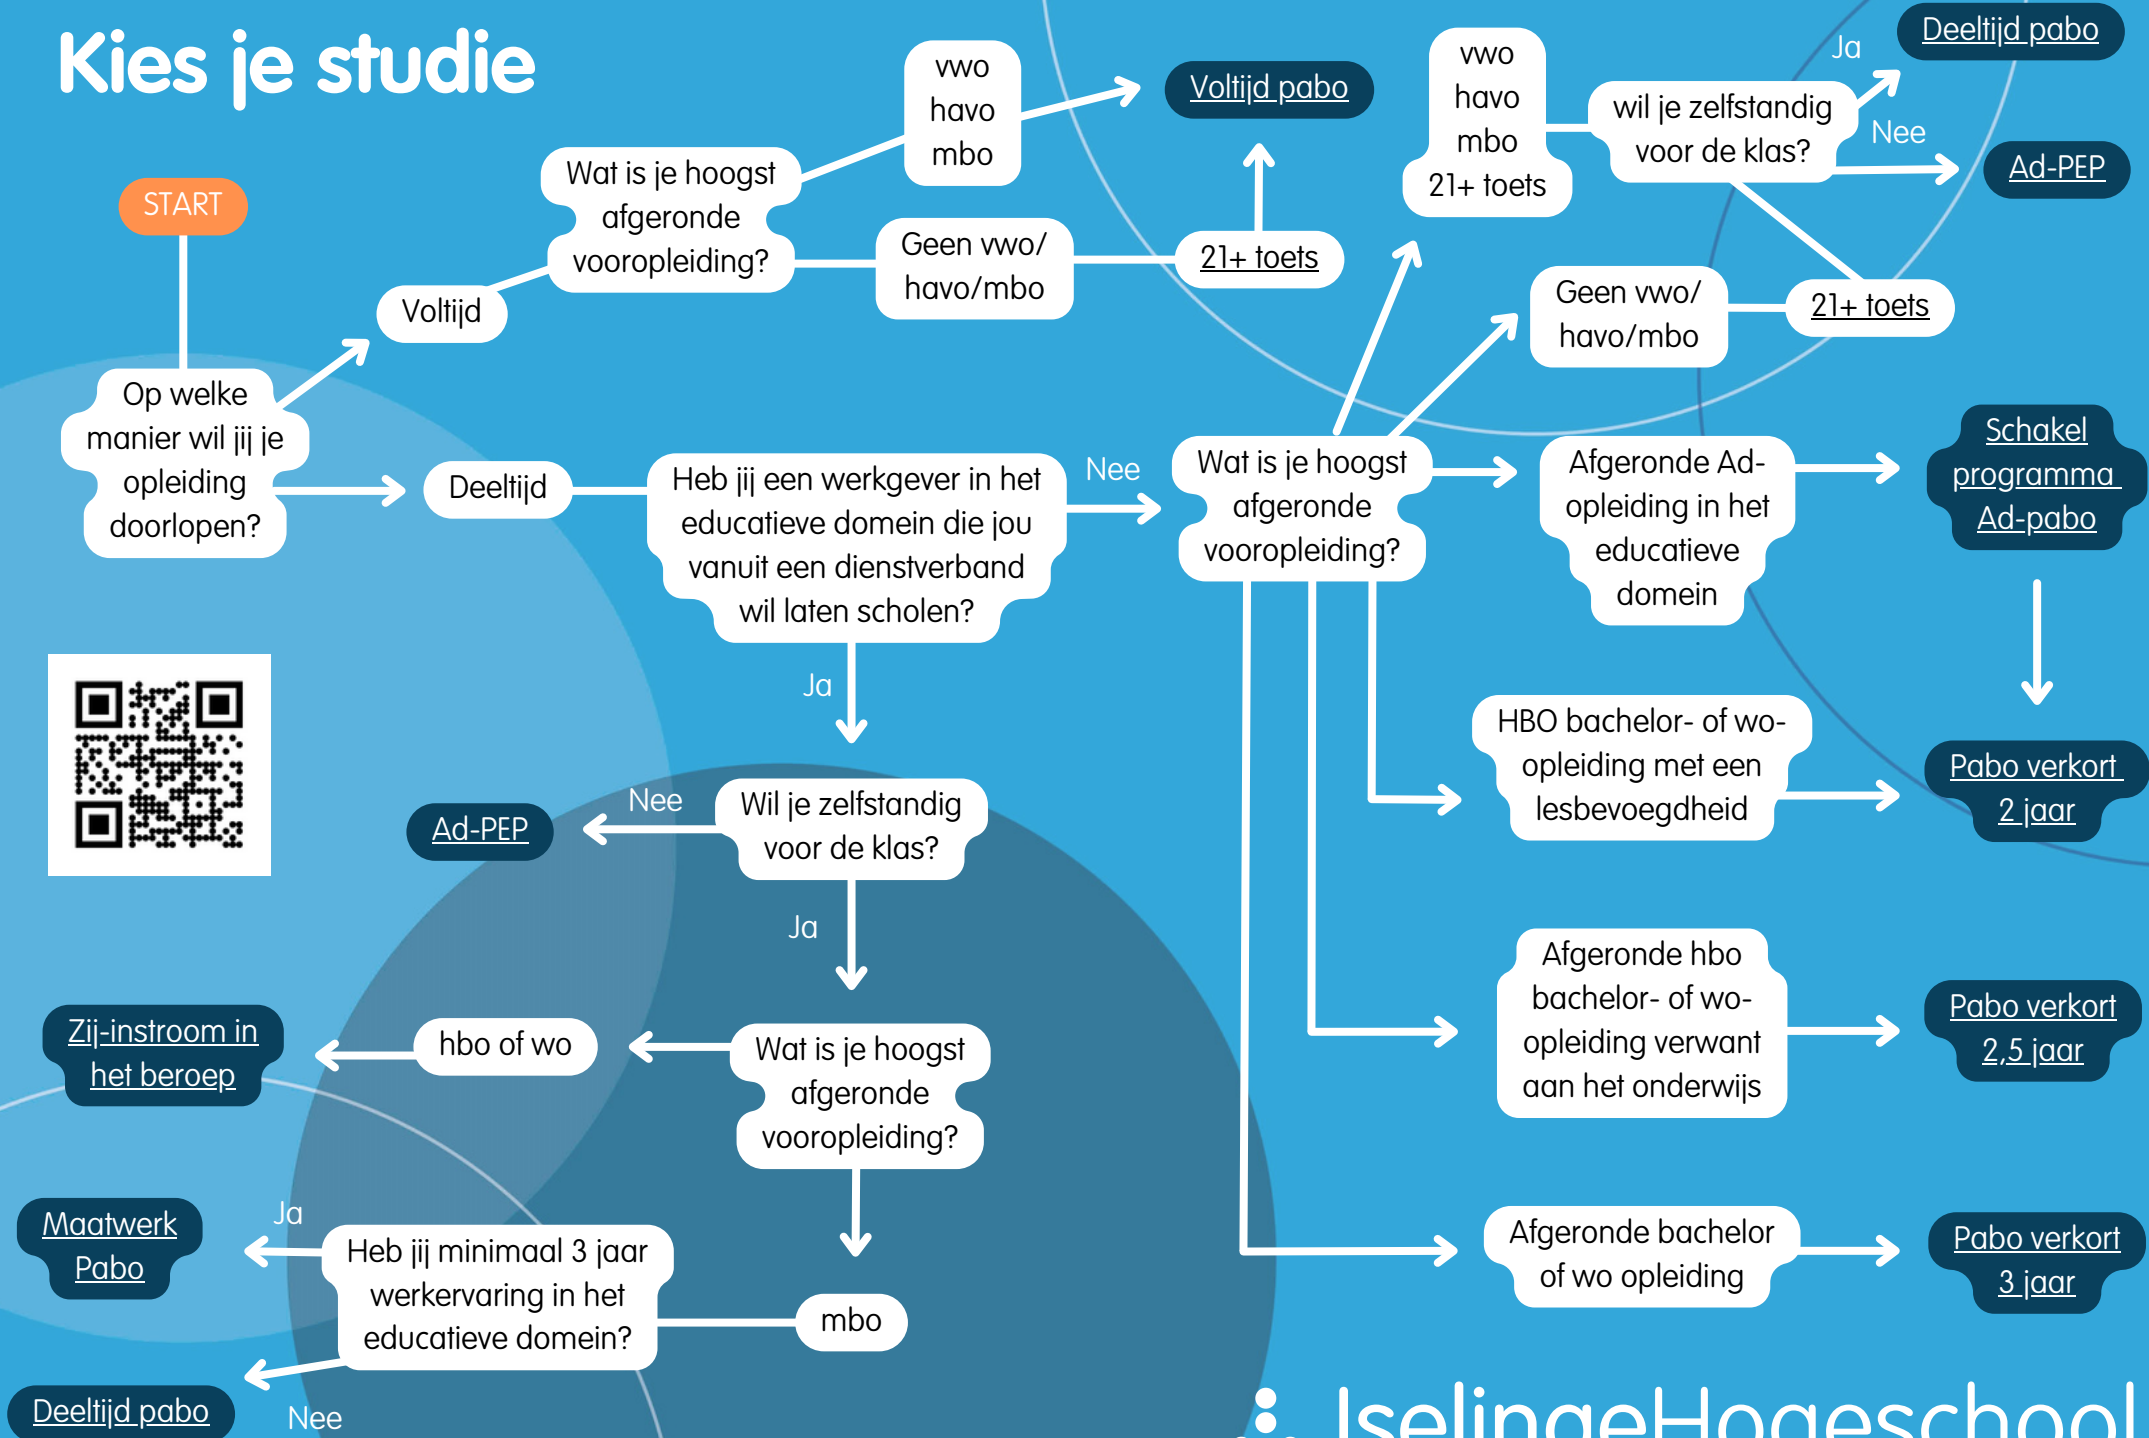 Kies je studie
START
Op welke
manier wil jij je
opleiding
doorlopen?
Voltijd
Wat is je hoogst
afgeronde
vooropleiding?
vwo
havo
mbo
Voltijd pabo
Geen vwo/
havo/mbo
21+ toets
Deeltijd
Heb jij een werkgever in het
educatieve domein die jou
vanuit een dienstverband
wil laten scholen?
Nee
Wat is je hoogst
afgeronde
vooropleiding?
vwo
havo
mbo
21+ toets
wil je zelfstandig
voor de klas?
Ja
Deeltijd pabo
Nee
Ad-PEP
Geen vwo/
havo/mbo
21+ toets
Afgeronde Ad-
opleiding in het
educatieve
domein
Schakel
programma
Ad-pabo
HBO bachelor- of wo-
opleiding met een
lesbevoegdheid
Pabo verkort
2 jaar
Afgeronde hbo
bachelor- of wo-
opleiding verwant
aan het onderwijs
Pabo verkort
2,5 jaar
Afgeronde bachelor
of wo opleiding
Pabo verkort
3 jaar
Ja
Wil je zelfstandig
voor de klas?
Nee
Ad-PEP
Ja
Wat is je hoogst
afgeronde
vooropleiding?
hbo of wo
Zij-instroom in
het beroep
mbo
Heb jij minimaal 3 jaar
werkervaring in het
educatieve domein?
Ja
Maatwerk
Pabo
Nee
Deeltijd pabo
IselingeHogeschool